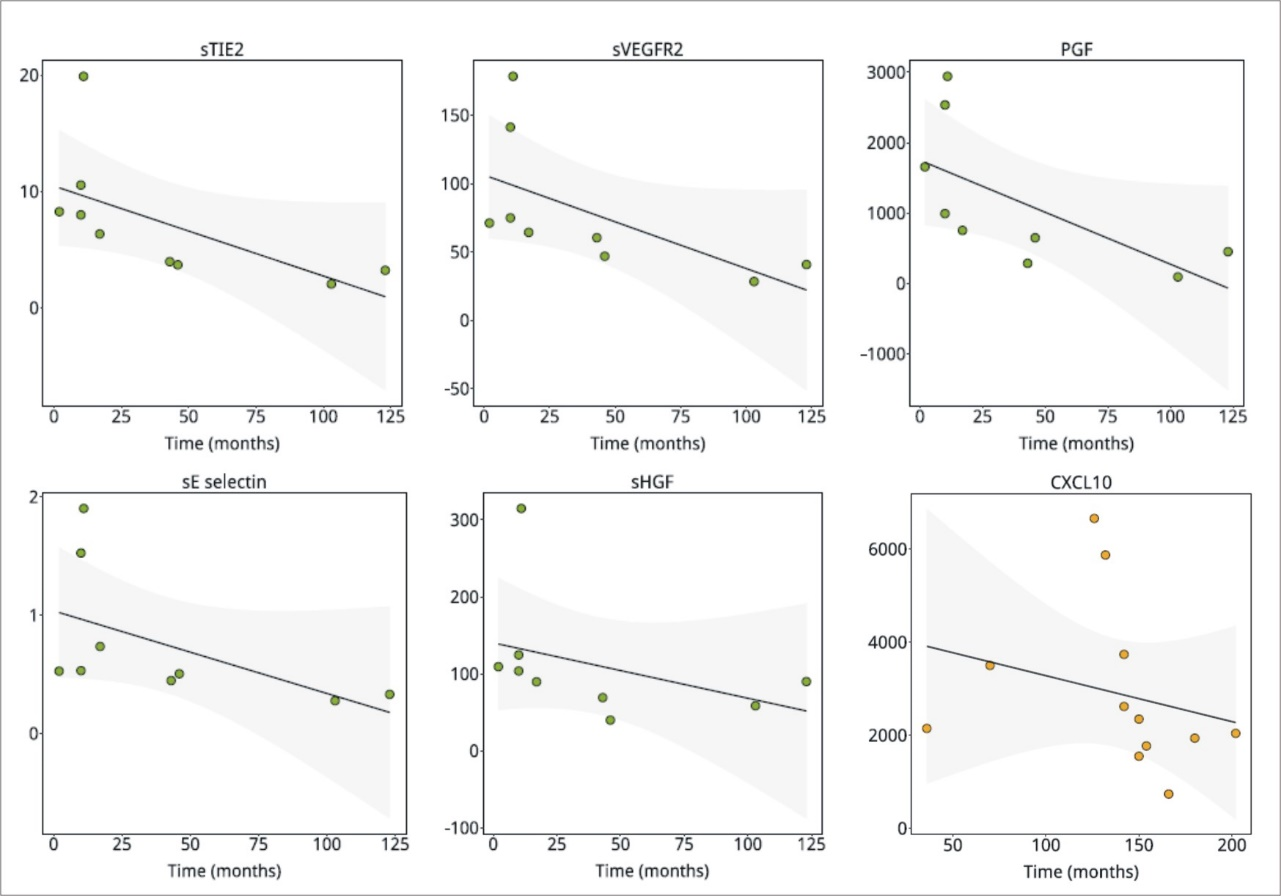 sTIE2 sVEGFR2 PGF
20 10 0
150 100 50 0 -50
3000 2000 1000 0 -1000
0 25 50 75 100 125 0 25 50 75 100 125 0 25 50 75 100 125
Time (months) Time (months) Time (months)
sE selectin sHGF CXCL10
2 1 0
300 200 100 0 -100
6000 4000 2000 0
0 25 50 75 100 125 0 25 50 75 100 125 50 100 150 200
Time (months) Time (months) Time (months)